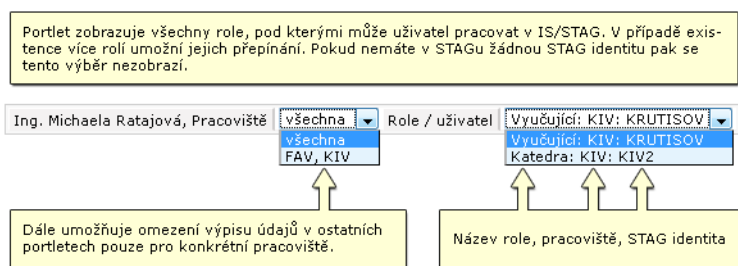 Portlet zobrazuje všechny role, pod kterými může uživatel pracovat v IS/STAG. V případě exis-
tence více rolí umožní jejich přepínání. Pokud nemáte v STAGu žádnou STAG identitu pak se
tento výběr nezobrazí.
Ing. Michaela Ratajová, Pracoviště všechna Role / uživatel Vyučující: KIV: KRUTISOV
všechna Vyučující: KIV: KRUTISOV
FAV, KIV Katedra: KIV: KIV2
Dále umožňuje omezení výpisu údajů v ostatních
portletech pouze pro konkrétní pracoviště.
Název role, pracoviště, STAG identita